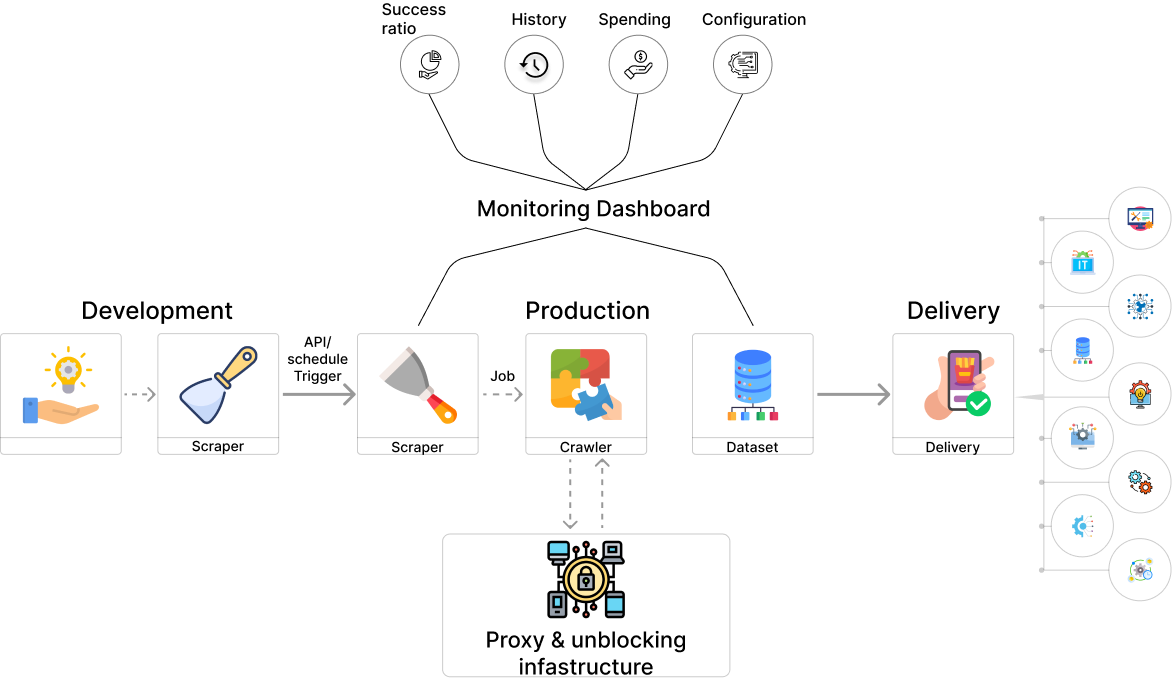 Success
ratio
History
Spending
Configuration
Monitoring Dashboard
Development
Production
Delivery
API/
schedule
Trigger
Job
IT
Scraper
Scraper
Crawler
Dataset
Delivery
Proxy & unblocking
infastructure